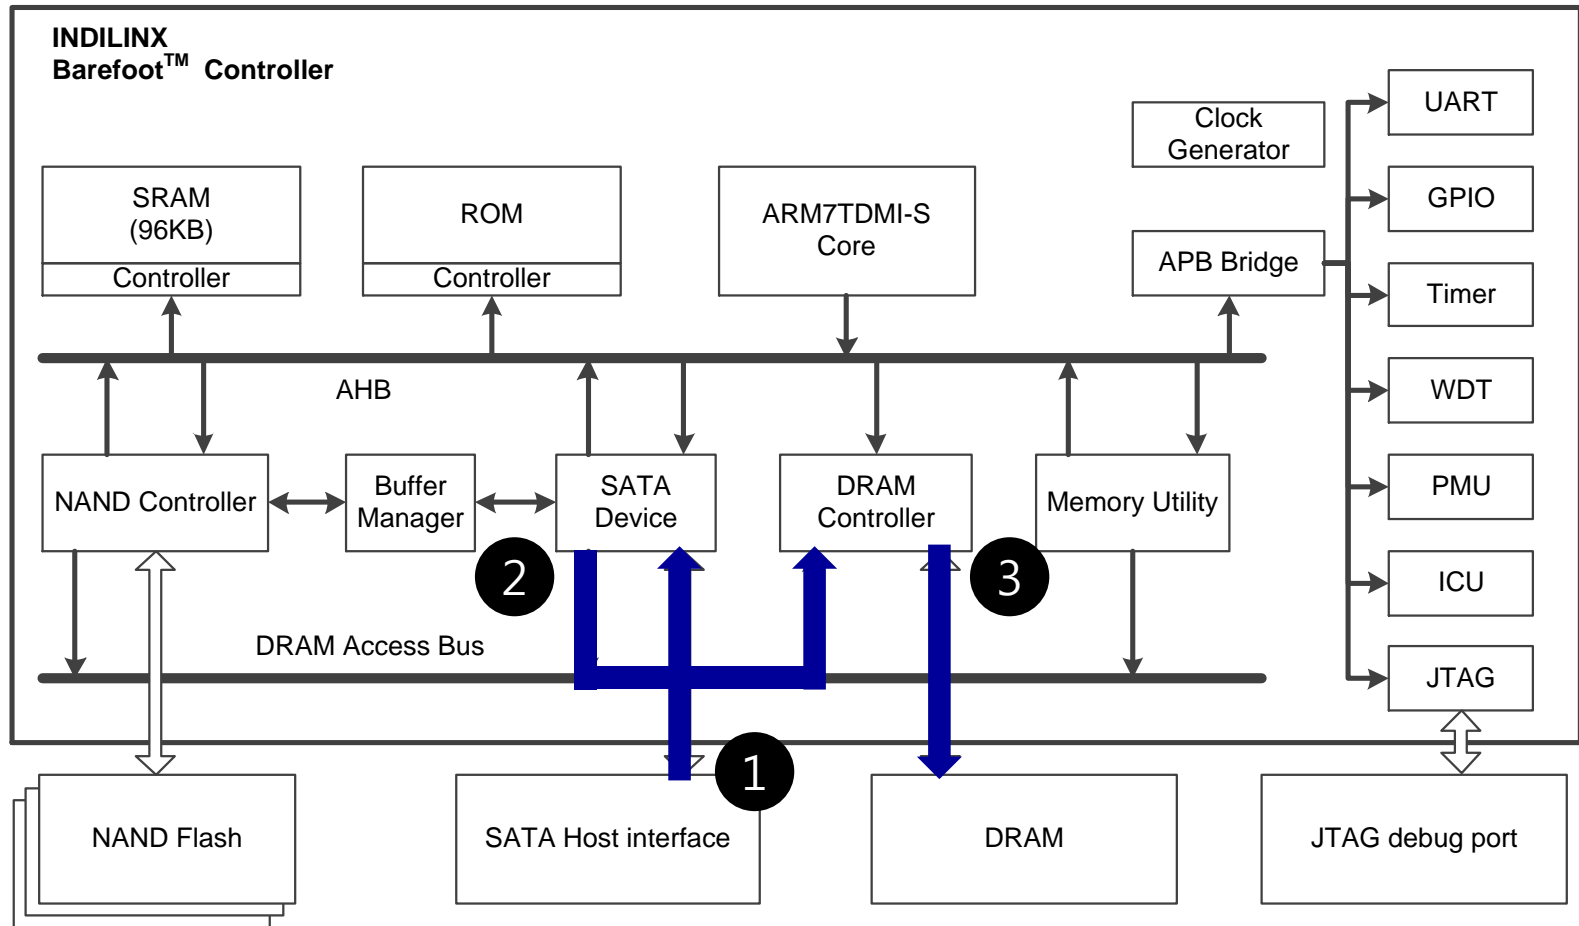 INDILINX
Barefoot™ Controller
UART
Clock
Generator
SRAM
(96KB)
Controller
ROM
Controller
ARM7TDMI-S
Core
GPIO
APB Bridge
Timer
AHB
WDT
NAND Controller
Buffer
Manager
SATA
Device
DRAM
Controller
Memory Utility
PMU
2
3
ICU
DRAM Access Bus
JTAG
1
NAND Flash
SATA Host interface
DRAM
JTAG debug port